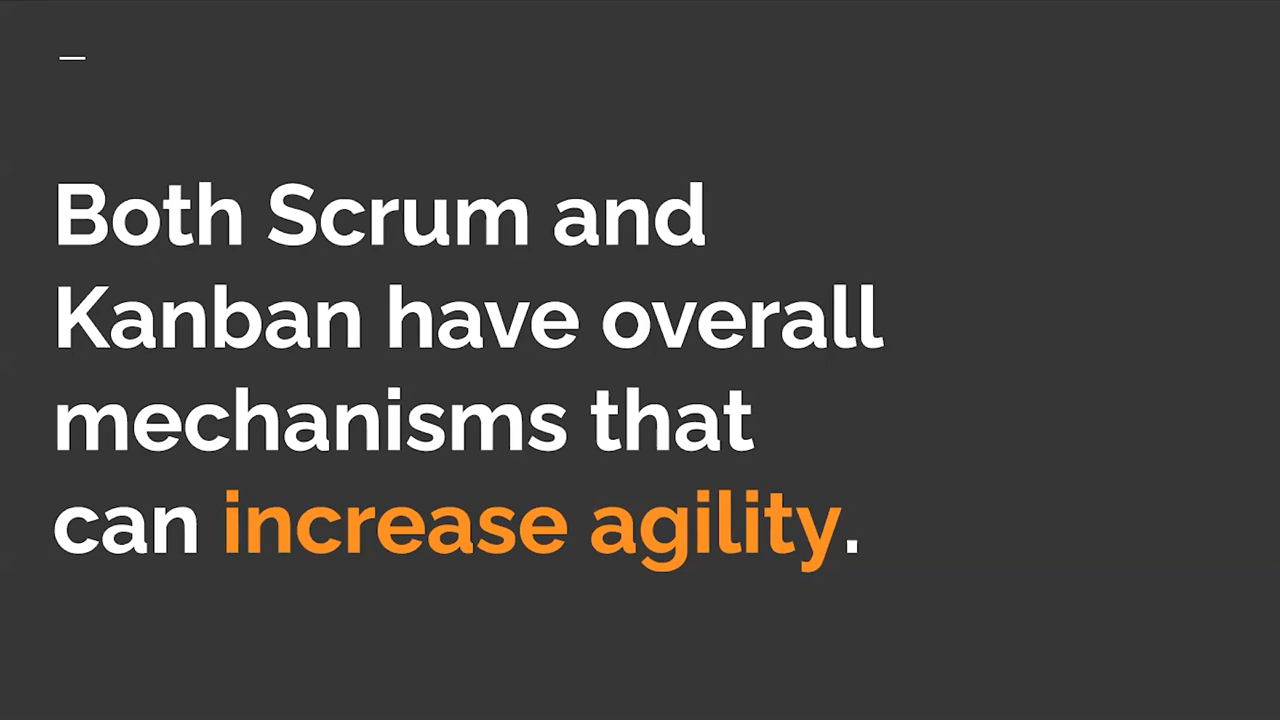 Both Scrum and
Kanban have overall
mechanisms that
can increase agility.